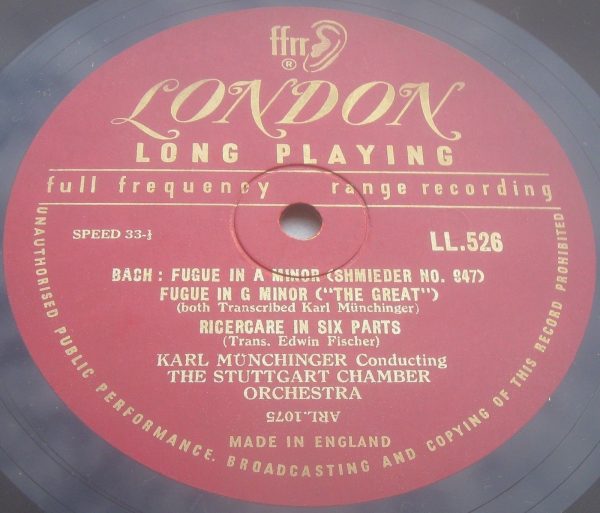 ffrr
®
LONDON
LONG PLAYING
full frequency range recording
SPEED 33-⅓
LL.526
BACH : FUGUE IN A MINOR (SHMIEDER NO. 947)
FUGUE IN G MINOR ("THE GREAT")
(both Transcribed Karl Münchinger)
RICERCARE IN SIX PARTS
(Trans. Edwin Fischer)
KARL MÜNCHINGER Conducting
THE STUTTGART CHAMBER
ORCHESTRA
ARL.1075
MADE IN ENGLAND
UNAUTHORISED PUBLIC PERFORMANCE, BROADCASTING AND COPYING OF THIS RECORD PROHIBITED